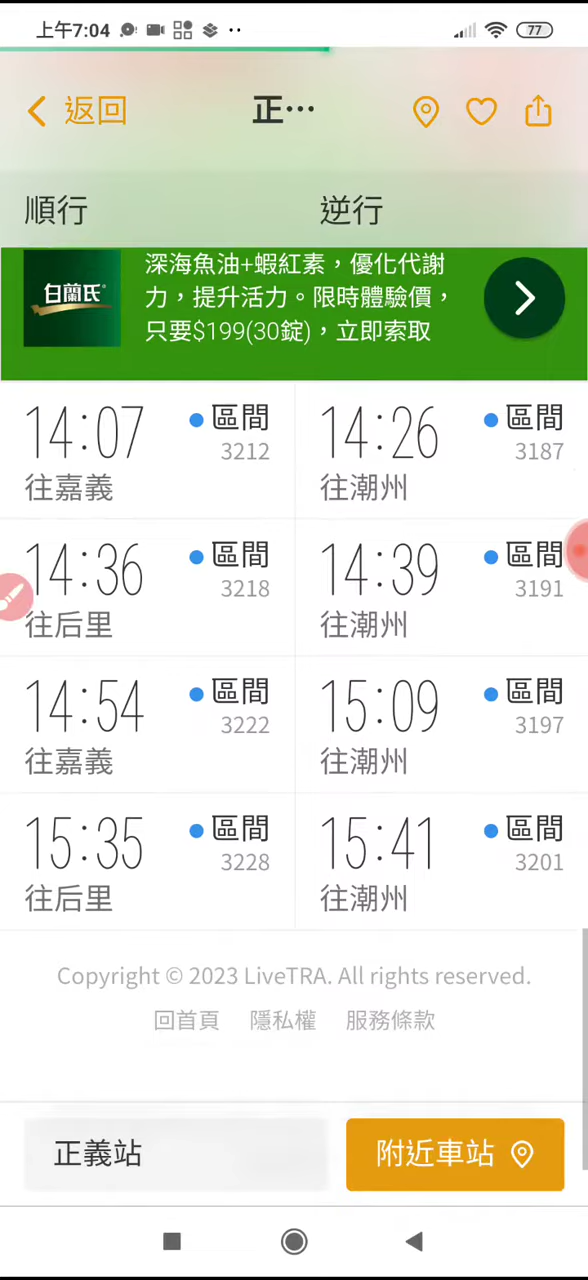 上午7:04
77
返回
正…
順行
逆行
白蘭氏
深海魚油+蝦紅素，優化代謝
力，提升活力。限時體驗價，
只要$199(30錠)，立即索取
14:07
區間
3212
往嘉義
14:26
區間
3187
往潮州
14:36
區間
3218
往后里
14:39
區間
3191
往潮州
14:54
區間
3222
往嘉義
15:09
區間
3197
往潮州
15:35
區間
3228
往后里
15:41
區間
3201
往潮州
Copyright © 2023 LiveTRA. All rights reserved.
回首頁 隱私權 服務條款
正義站
附近車站